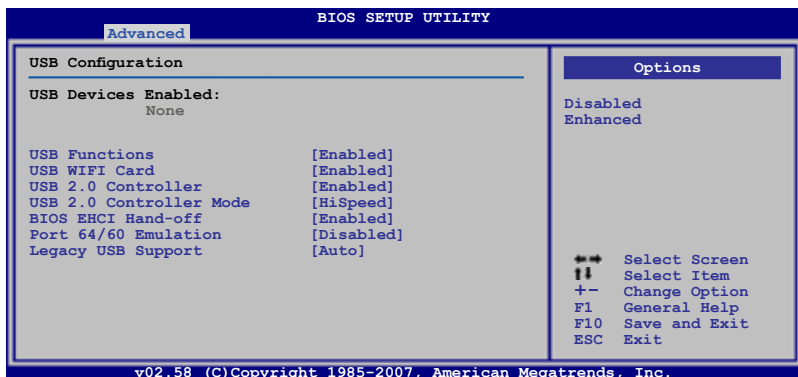 BIOS SETUP UTILITY
Advanced
USB Configuration
USB Devices Enabled:
None
USB Functions [Enabled]
USB WIFI Card [Enabled]
USB 2.0 Controller [Enabled]
USB 2.0 Controller Mode [HiSpeed]
BIOS EHCI Hand-off [Enabled]
Port 64/60 Emulation [Disabled]
Legacy USB Support [Auto]
Options
Disabled
Enhanced
←→ Select Screen
↑↓ Select Item
+- Change Option
F1 General Help
F10 Save and Exit
ESC Exit
v02.58 (C)Copyright 1985-2007, American Megatrends, Inc.